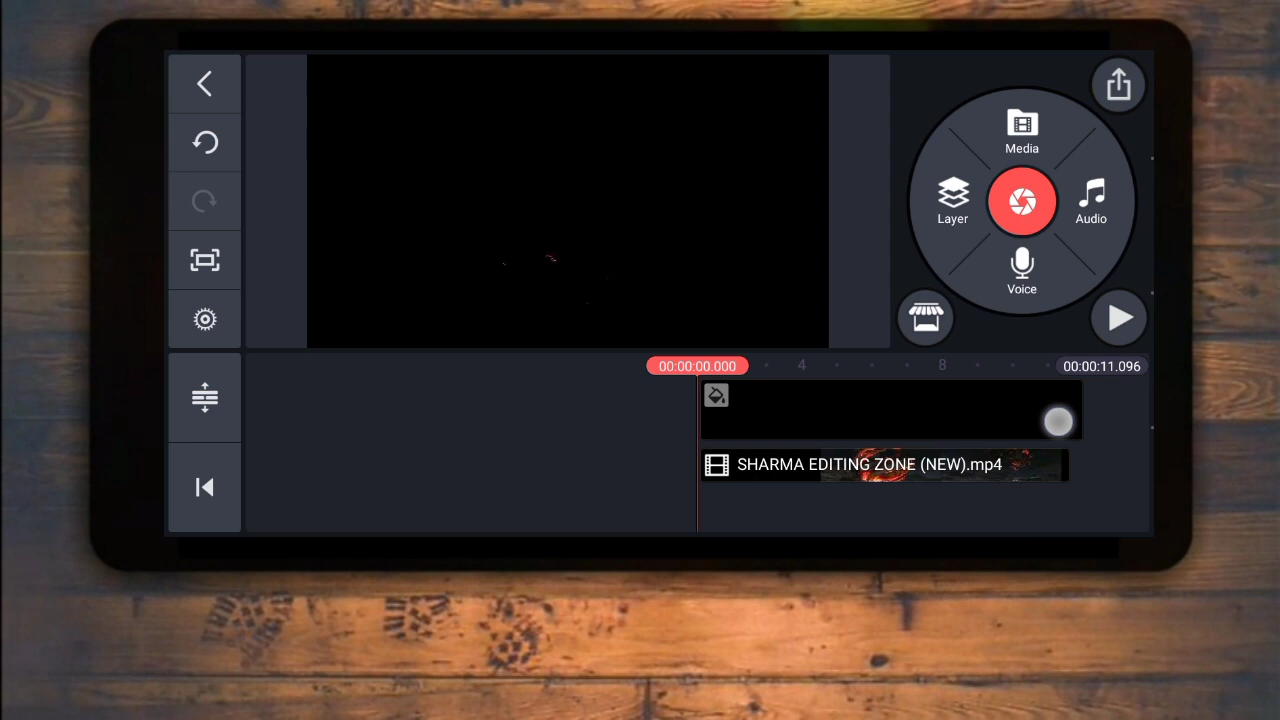 Media
Layer
Audio
Voice
00:00:00.000
4
8
00:00:11.096
SHARMA EDITING ZONE (NEW).mp4